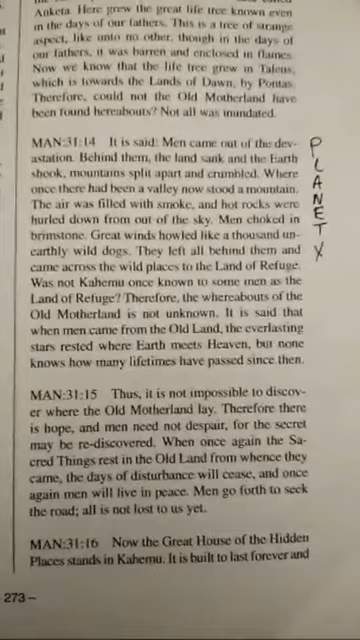 Anketa. Here grew the great life tree known even
in the days of our fathers. This is a tree of strange
aspect, like unto no other, though in the days of
our fathers, it was barren and enclosed in flames.
Now we know that the life tree grew in Taleus,
which is towards the Lands of Dawn, by Pontas.
Therefore, could not the Old Motherland have
been found hereabouts? Not all was inundated.
MAN:31:14 It is said: Men came out of the dev-
astation. Behind them, the land sank and the Earth
shook, mountains split apart and crumbled. Where
once there had been a valley now stood a mountain.
The air was filled with smoke, and hot rocks were
hurled down from out of the sky. Men choked in
brimstone. Great winds howled like a thousand un-
earthly wild dogs. They left all behind them and
came across the wild places to the Land of Refuge.
Was not Kahemu once known to some men as the
Land of Refuge? Therefore, the whereabouts of the
Old Motherland is not unknown. It is said that
when men came from the Old Land, the everlasting
stars rested where Earth meets Heaven, but none
knows how many lifetimes have passed since then.
PLANET X
MAN:31:15 Thus, it is not impossible to discov-
er where the Old Motherland lay. Therefore there
is hope, and men need not despair, for the secret
may be re-discovered. When once again the Sa-
cred Things rest in the Old Land from whence they
came, the days of disturbance will cease, and once
again men will live in peace. Men go forth to seek
the road; all is not lost to us yet.
MAN:31:16 Now the Great House of the Hidden
Places stands in Kahemu. It is built to last forever and
273 –